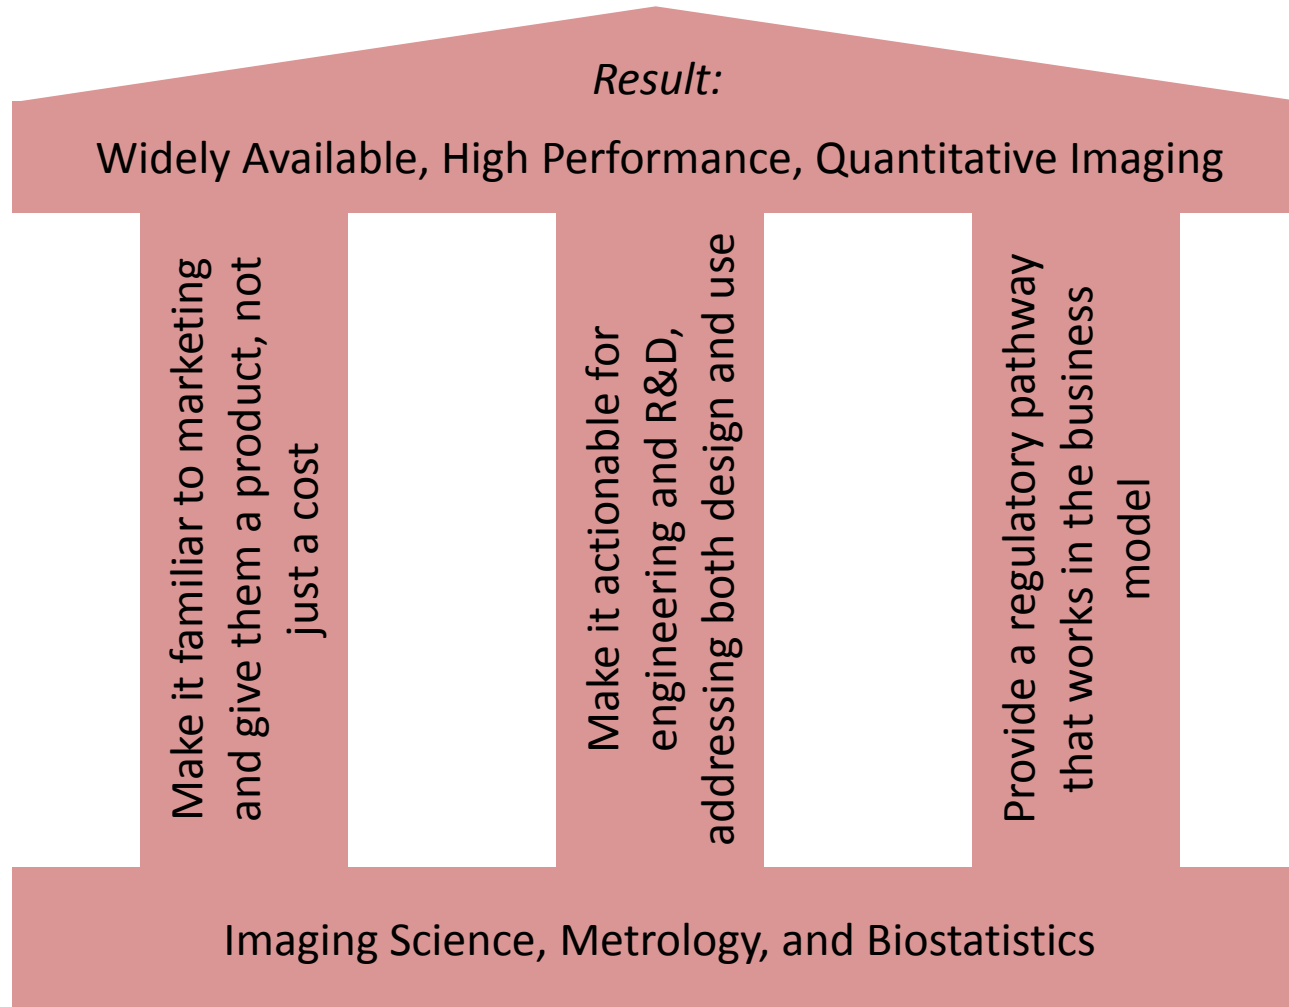 Result:
Widely Available, High Performance, Quantitative Imaging
Make it familiar to marketing
and give them a product, not
just a cost
Make it actionable for
engineering and R&D,
addressing both design and use
Provide a regulatory pathway
that works in the business
model
Imaging Science, Metrology, and Biostatistics